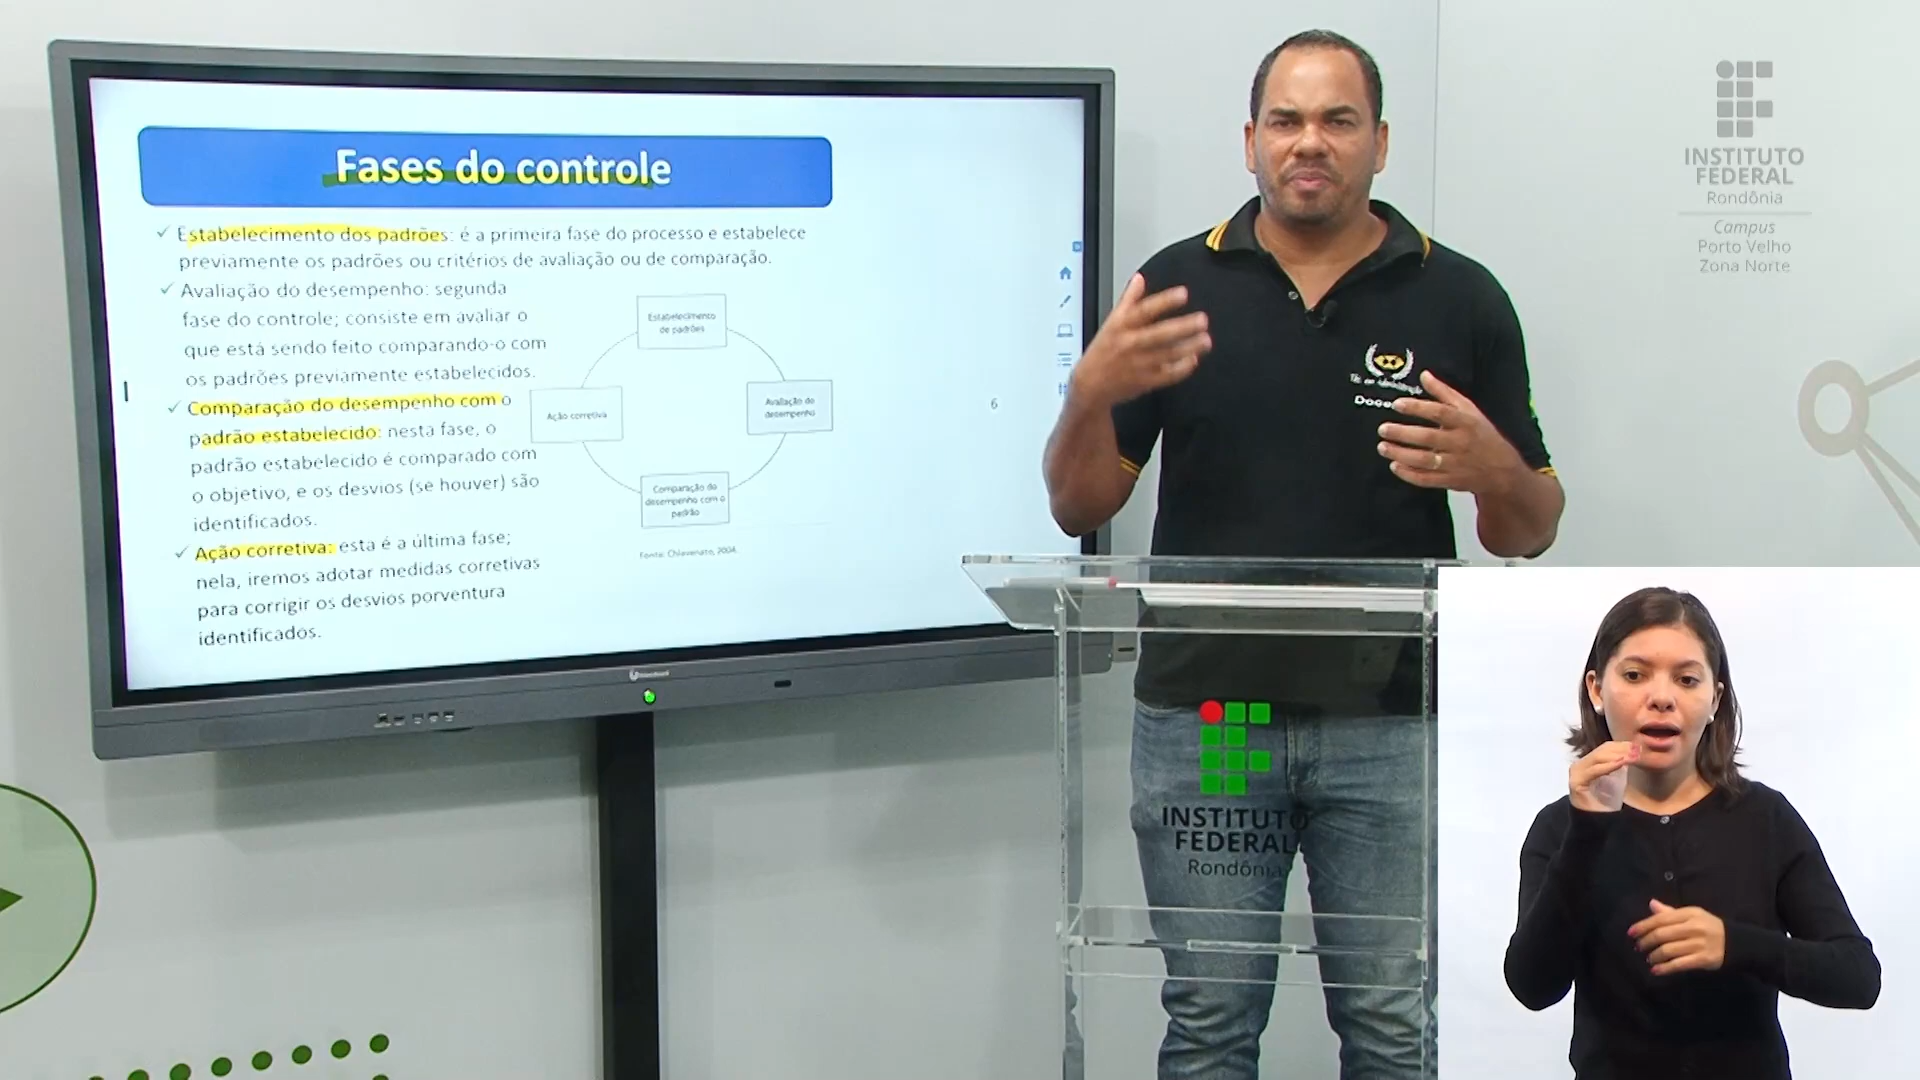 Fases do controle
✓ Estabelecimento dos padrões: é a primeira fase do processo e estabelece
previamente os padrões ou critérios de avaliação ou de comparação.
✓ Avaliação do desempenho: segunda
fase do controle; consiste em avaliar o
que está sendo feito comparando-o com
os padrões previamente estabelecidos.
✓ Comparação do desempenho com o
padrão estabelecido: nesta fase, o
padrão estabelecido é comparado com
o objetivo, e os desvios (se houver) são
identificados.
✓ Ação corretiva: esta é a última fase;
nela, iremos adotar medidas corretivas
para corrigir os desvios porventura
identificados.
Estabelecimento
de padrões
Avaliação do
desempenho
Comparação do
desempenho com o
padrão
Ação corretiva
Fonte: Chiavenato, 2004.
6
INSTITUTO
FEDERAL
Rondônia
Campus
Porto Velho
Zona Norte
INSTITUTO
FEDERAL
Rondônia